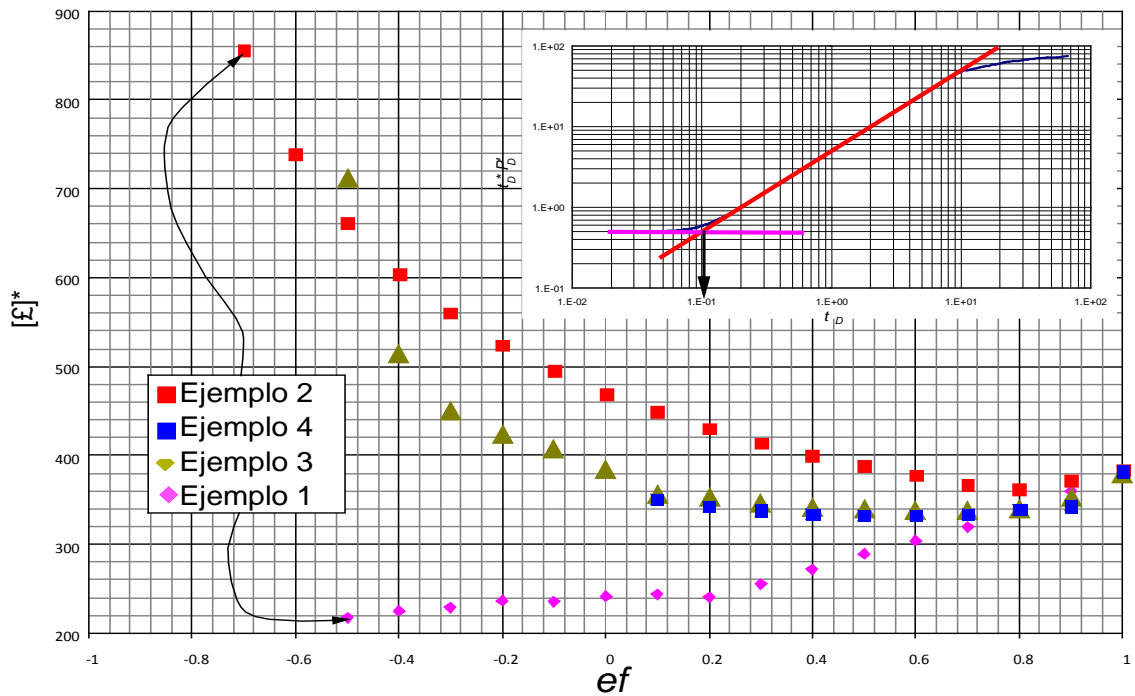 900
800
700
600
500
400
300
200
[£]*
-1 -0.8 -0.6 -0.4 -0.2 0 0.2 0.4 0.6 0.8 1
ef
Ejemplo 2
Ejemplo 4
Ejemplo 3
Ejemplo 1
1.E+02
1.E+01
1.E+00
1.E-01
t_D * P_D'
1.E-02 1.E-01 1.E+00 1.E+01 1.E+02
t_D